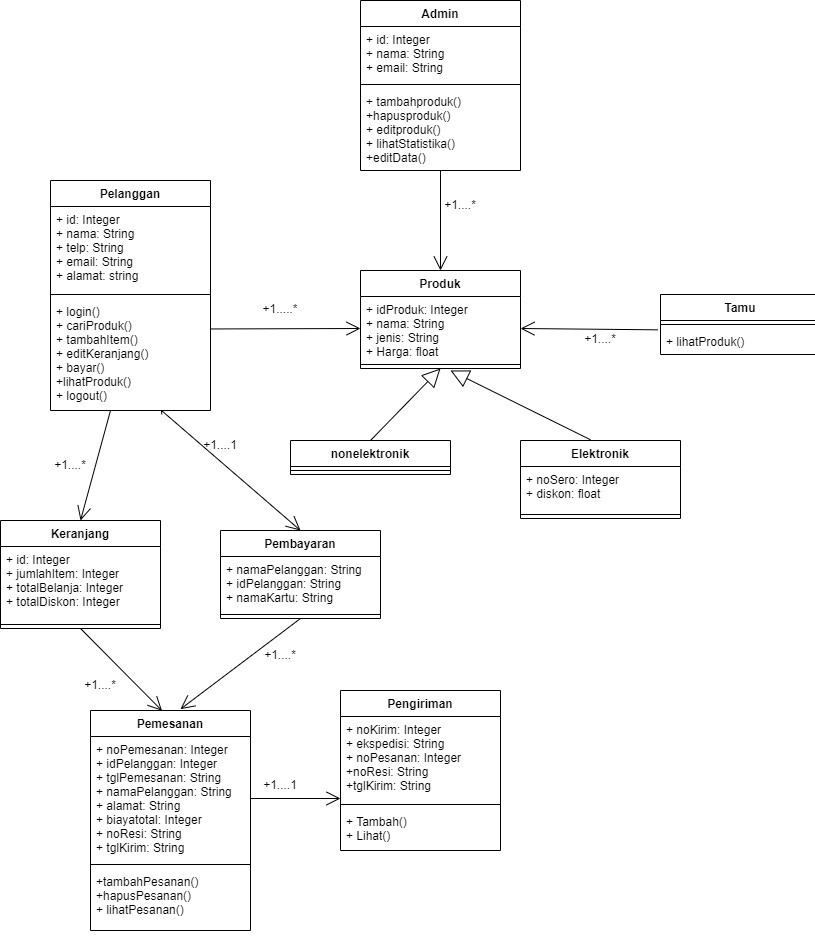 Admin
+ id: Integer
+ nama: String
+ email: String
+ tambahproduk()
+hapusproduk()
+ editproduk()
+ lihatStatistika()
+editData()
+1....*
Pelanggan
+ id: Integer
+ nama: String
+ telp: String
+ email: String
+ alamat: string
+ login()
+ cariProduk()
+ tambahItem()
+ editKeranjang()
+ bayar()
+lihatProduk()
+ logout()
+1.....*
Produk
+ idProduk: Integer
+ nama: String
+ jenis: String
+ Harga: float
+1....*
Tamu
+ lihatProduk()
nonelektronik
Elektronik
+ noSero: Integer
+ diskon: float
+1....*
+1....1
Keranjang
+ id: Integer
+ jumlahItem: Integer
+ totalBelanja: Integer
+ totalDiskon: Integer
Pembayaran
+ namaPelanggan: String
+ idPelanggan: String
+ namaKartu: String
+1....*
+1....*
Pemesanan
+ noPemesanan: Integer
+ idPelanggan: Integer
+ tglPemesanan: String
+ namaPelanggan: String
+ alamat: String
+ biayatotal: Integer
+ noResi: String
+ tglKirim: String
+tambahPesanan()
+hapusPesanan()
+ lihatPesanan()
+1....1
Pengiriman
+ noKirim: Integer
+ ekspedisi: String
+ noPesanan: Integer
+noResi: String
+tglKirim: String
+ Tambah()
+ Lihat()